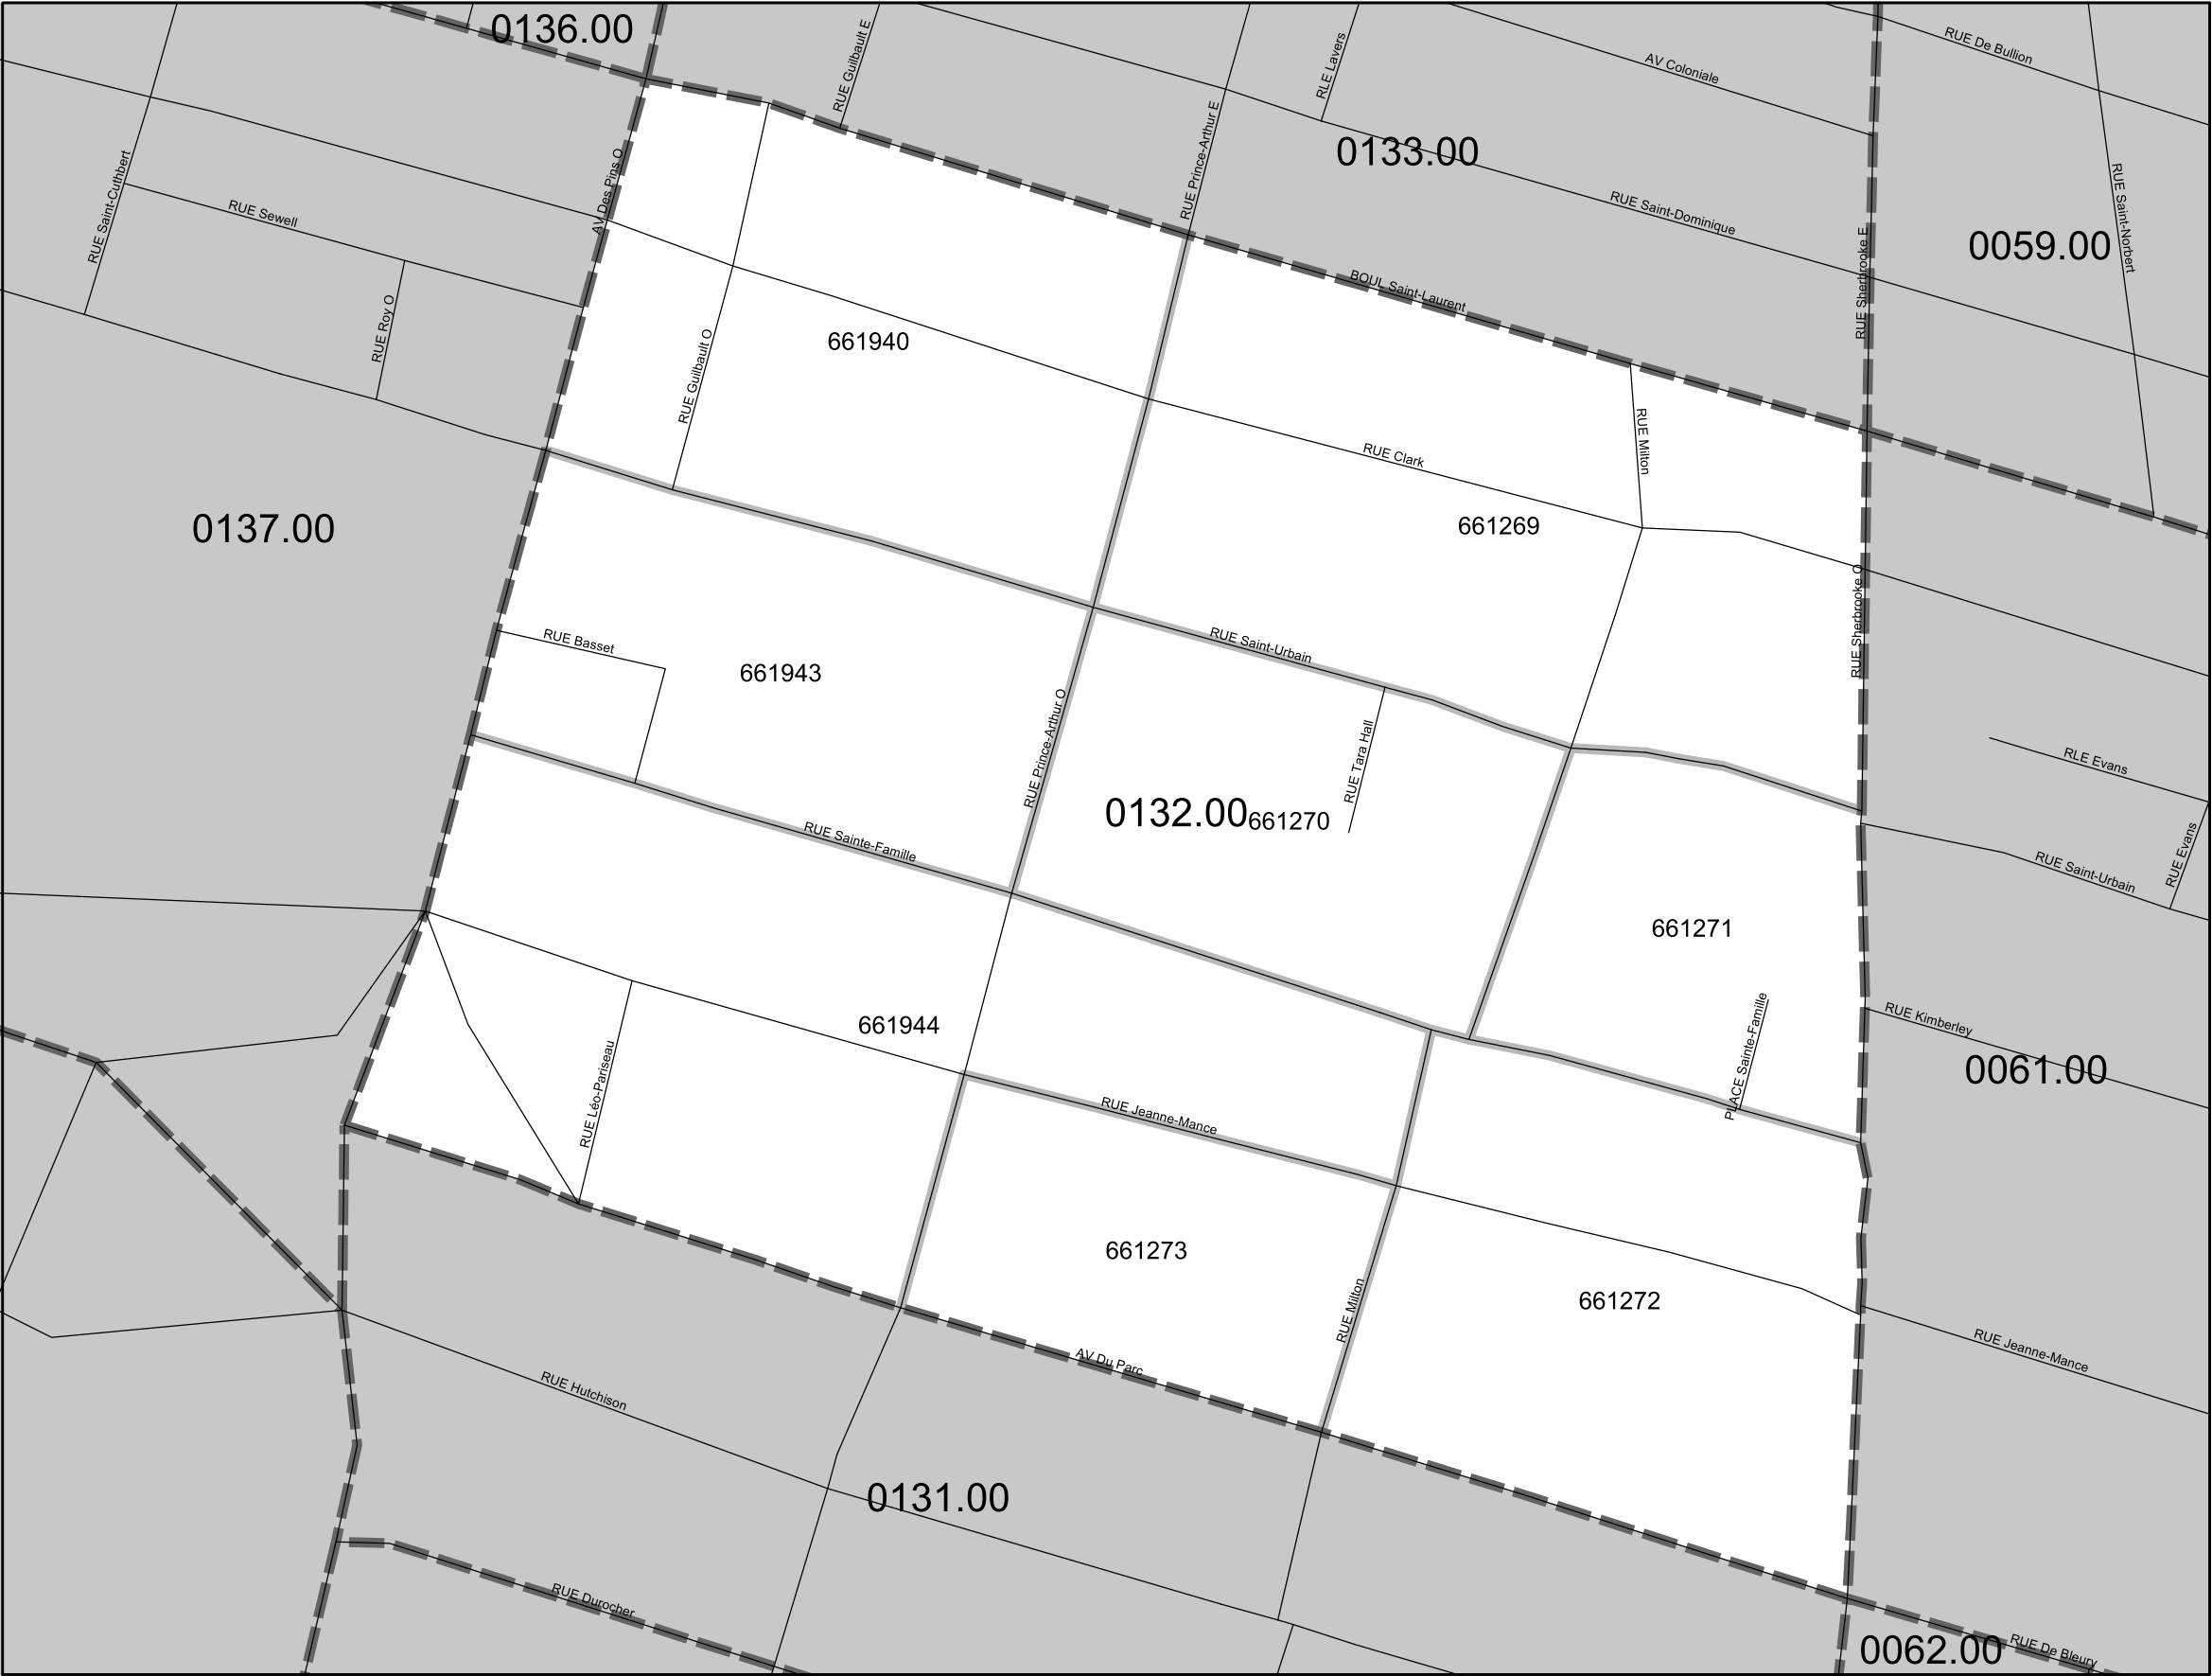 0136.00
RUE Guilbault E
RLE Lavers
AV Coloniale
RUE De Bullion
RUE Prince-Arthur E
0133.00
RUE Saint-Cuthbert
RUE Sewell
AV Des Pins O
RUE Saint-Dominique
RUE Saint-Norbert
0059.00
RUE Sherbrooke E
BOUL Saint-Laurent
RUE Roy O
RUE Guilbault O
661940
RUE Milton
RUE Clark
0137.00
661269
RUE Sherbrooke O
RUE Basset
RUE Saint-Urbain
661943
RUE Prince-Arthur O
RUE Tara Hall
RLE Evans
0132.00
661270
RUE Sainte-Famille
RUE Saint-Urbain
RUE Evans
661271
661944
PLACE Sainte-Famille
RUE Kimberley
0061.00
RUE Léo-Pariseau
RUE Jeanne-Mance
661273
RUE Milton
661272
RUE Jeanne-Mance
AV Du Parc
RUE Hutchison
0131.00
RUE Durocher
0062.00
RUE De Bleury